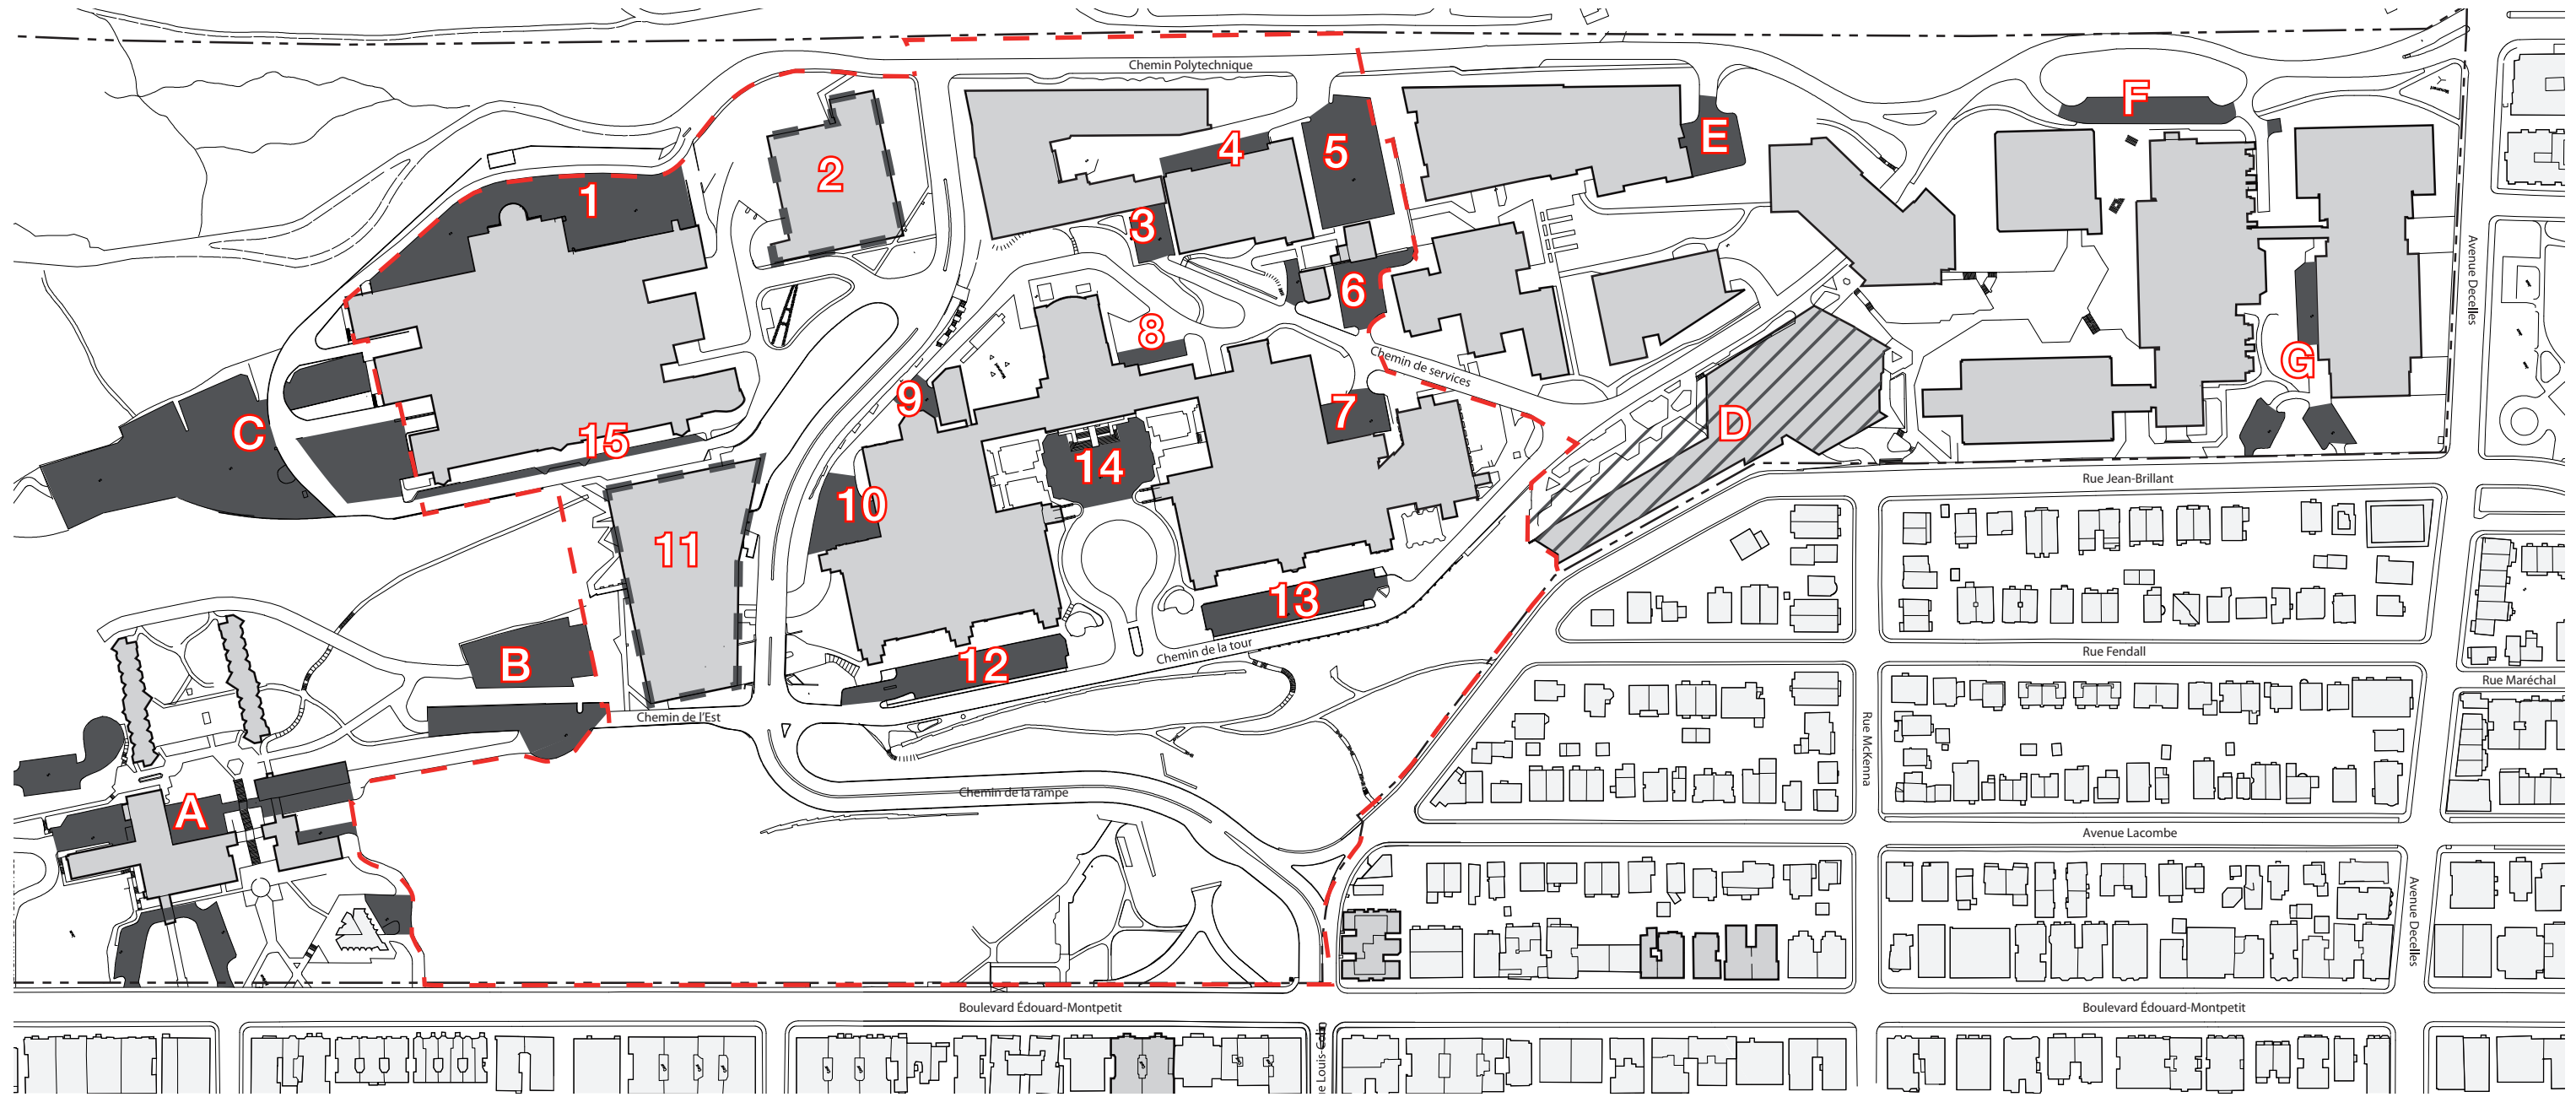 Chemin Polytechnique
F
E
2
4
5
1
3
Avenue Decelles
6
8
Chemin de services
G
9
7
D
C
15
14
Rue Jean-Brillant
10
11
13
Rue Fendall
Chemin de la tour
B
12
Rue Maréchal
Chemin de l'Est
Rue McKenna
Chemin de la rampe
A
Avenue Lacombe
Avenue Decelles
Boulevard Édouard-Montpetit
Boulevard Édouard-Montpetit
Louis-Colin